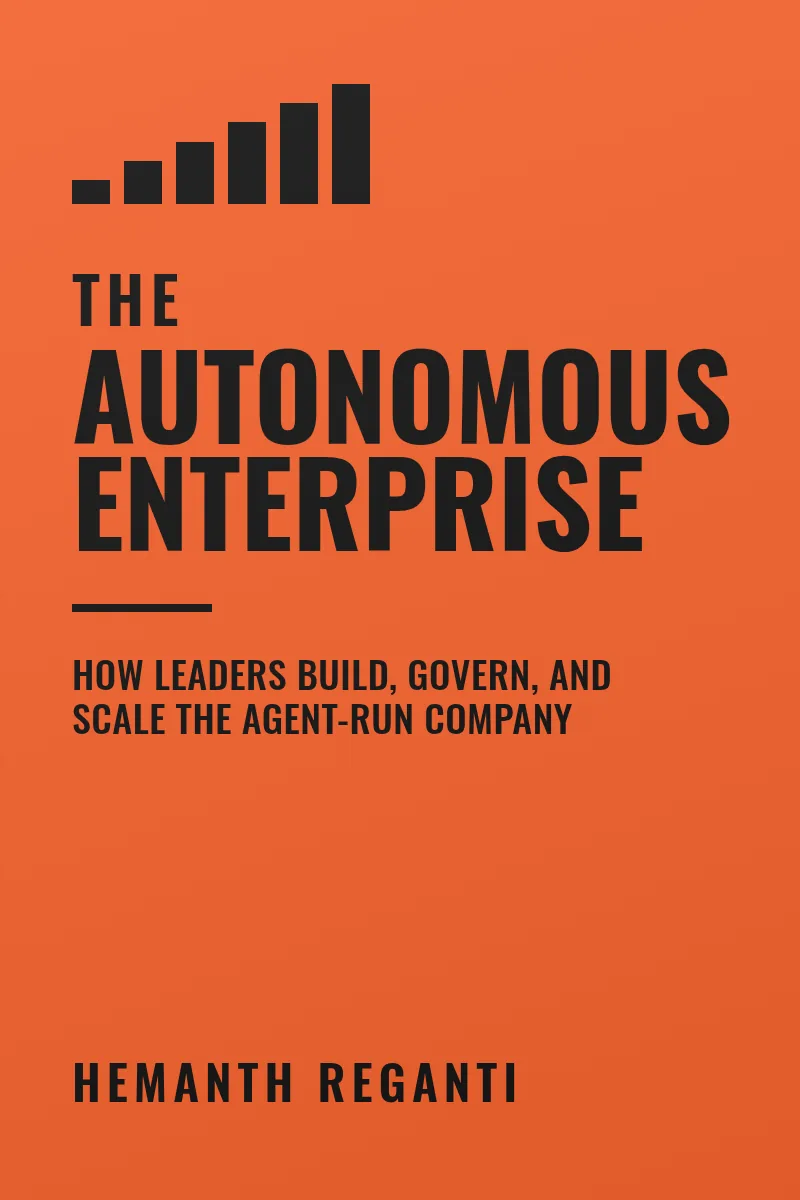 THE
AUTONOMOUS
ENTERPRISE
HOW LEADERS BUILD, GOVERN, AND
SCALE THE AGENT-RUN COMPANY
HEMANTH REGANTI